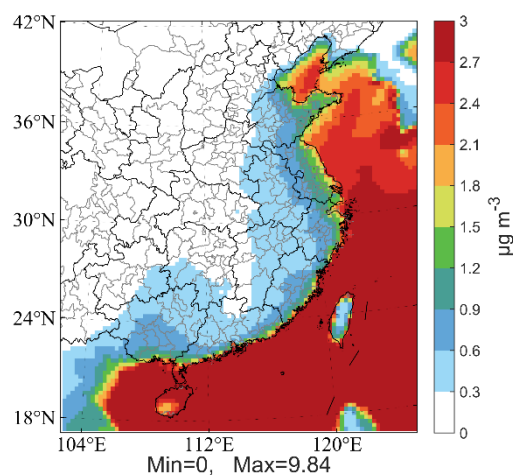 42°N
36°N
30°N
24°N
18°N
104°E 112°E 120°E
Min=0, Max=9.84
3
2.7
2.4
2.1
1.8
1.5
1.2
0.9
0.6
0.3
0
μg m⁻³